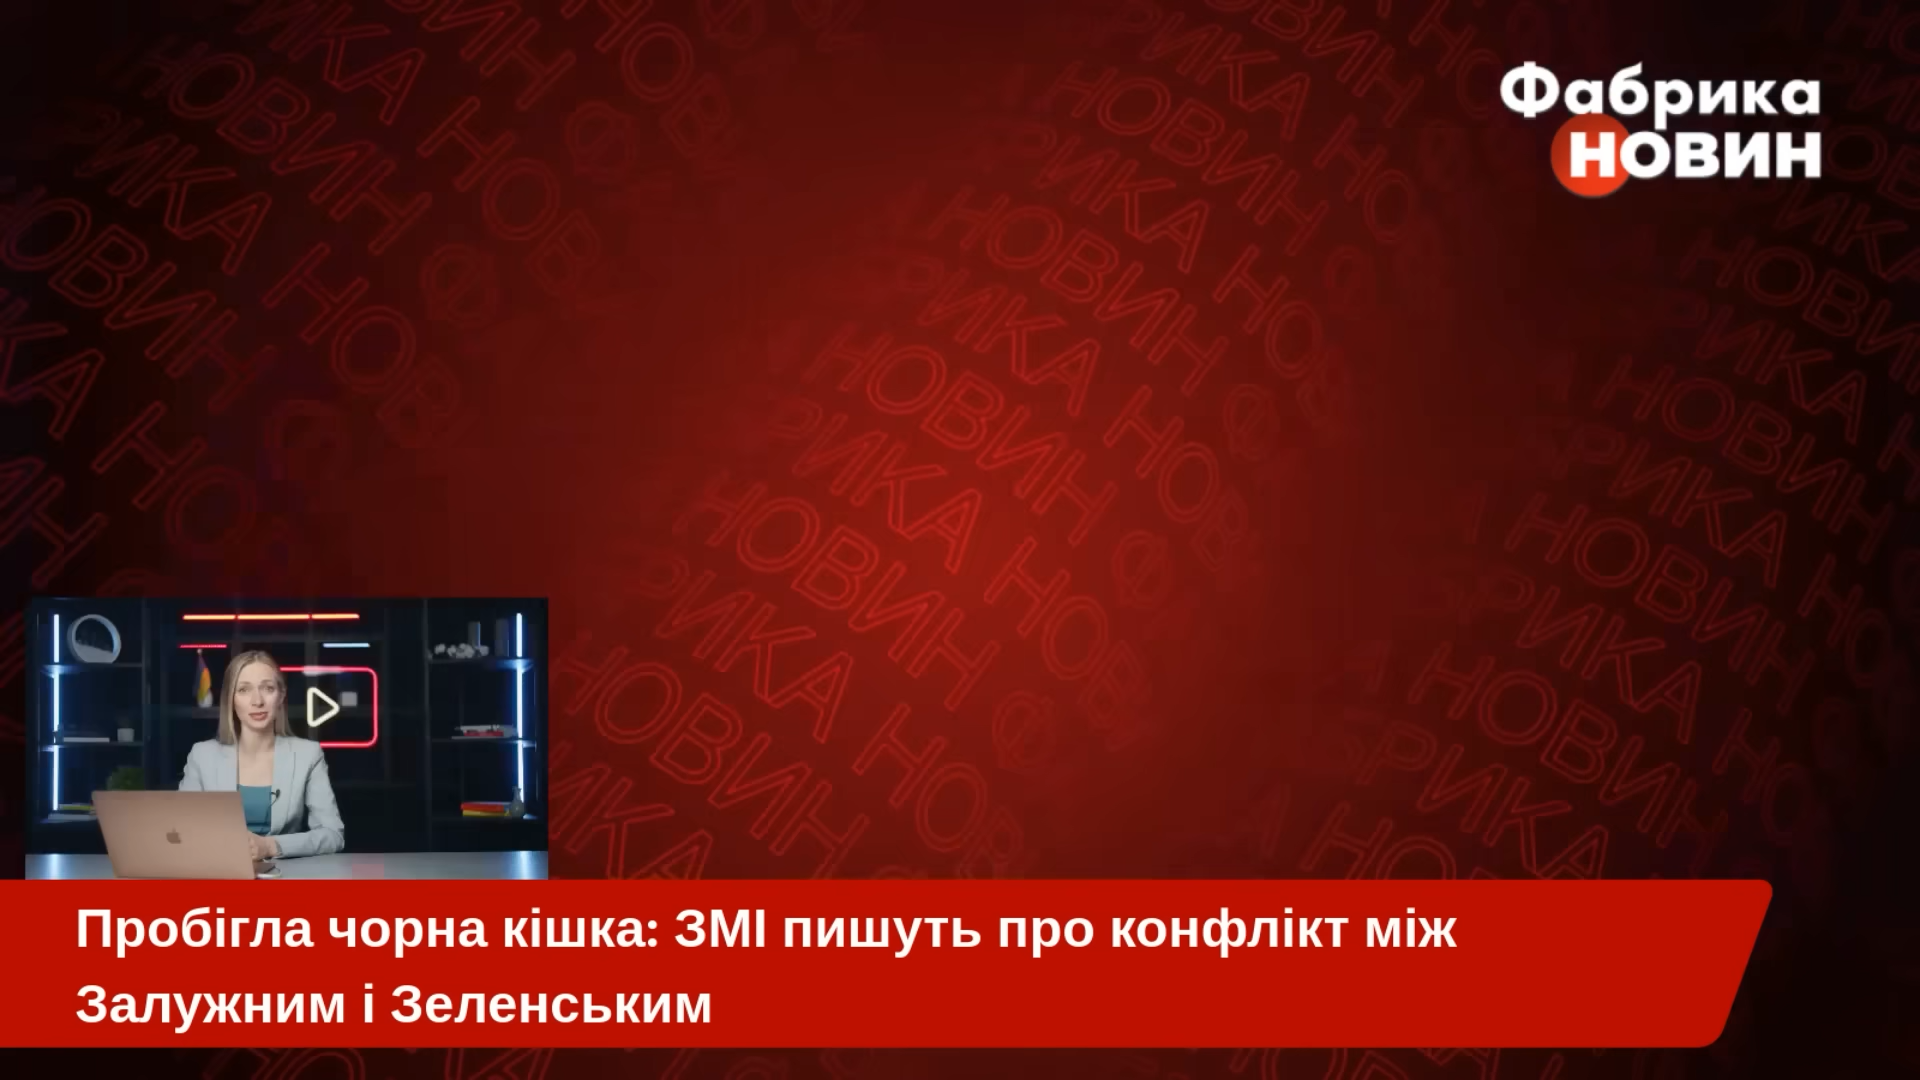 Фабрика
НОВИН
Пробігла чорна кішка: ЗМІ пишуть про конфлікт між
Залужним і Зеленським